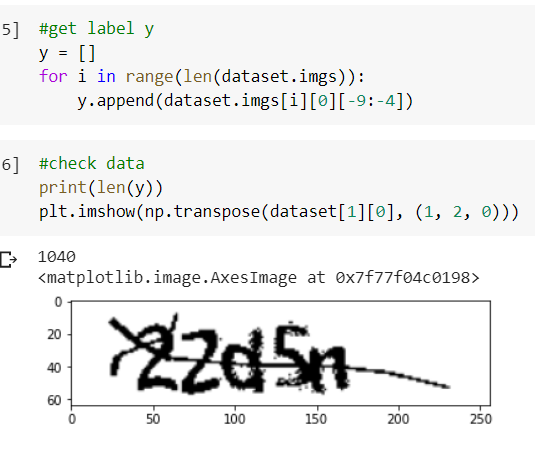 5] #get label y
y = []
for i in range(len(dataset.imgs)):
    y.append(dataset.imgs[i][0][-9:-4])
6] #check data
print(len(y))
plt.imshow(np.transpose(dataset[1][0], (1, 2, 0)))
1040
<matplotlib.image.AxesImage at 0x7f77f04c0198>
0
20
40
60
22d5n
0 50 100 150 200 250